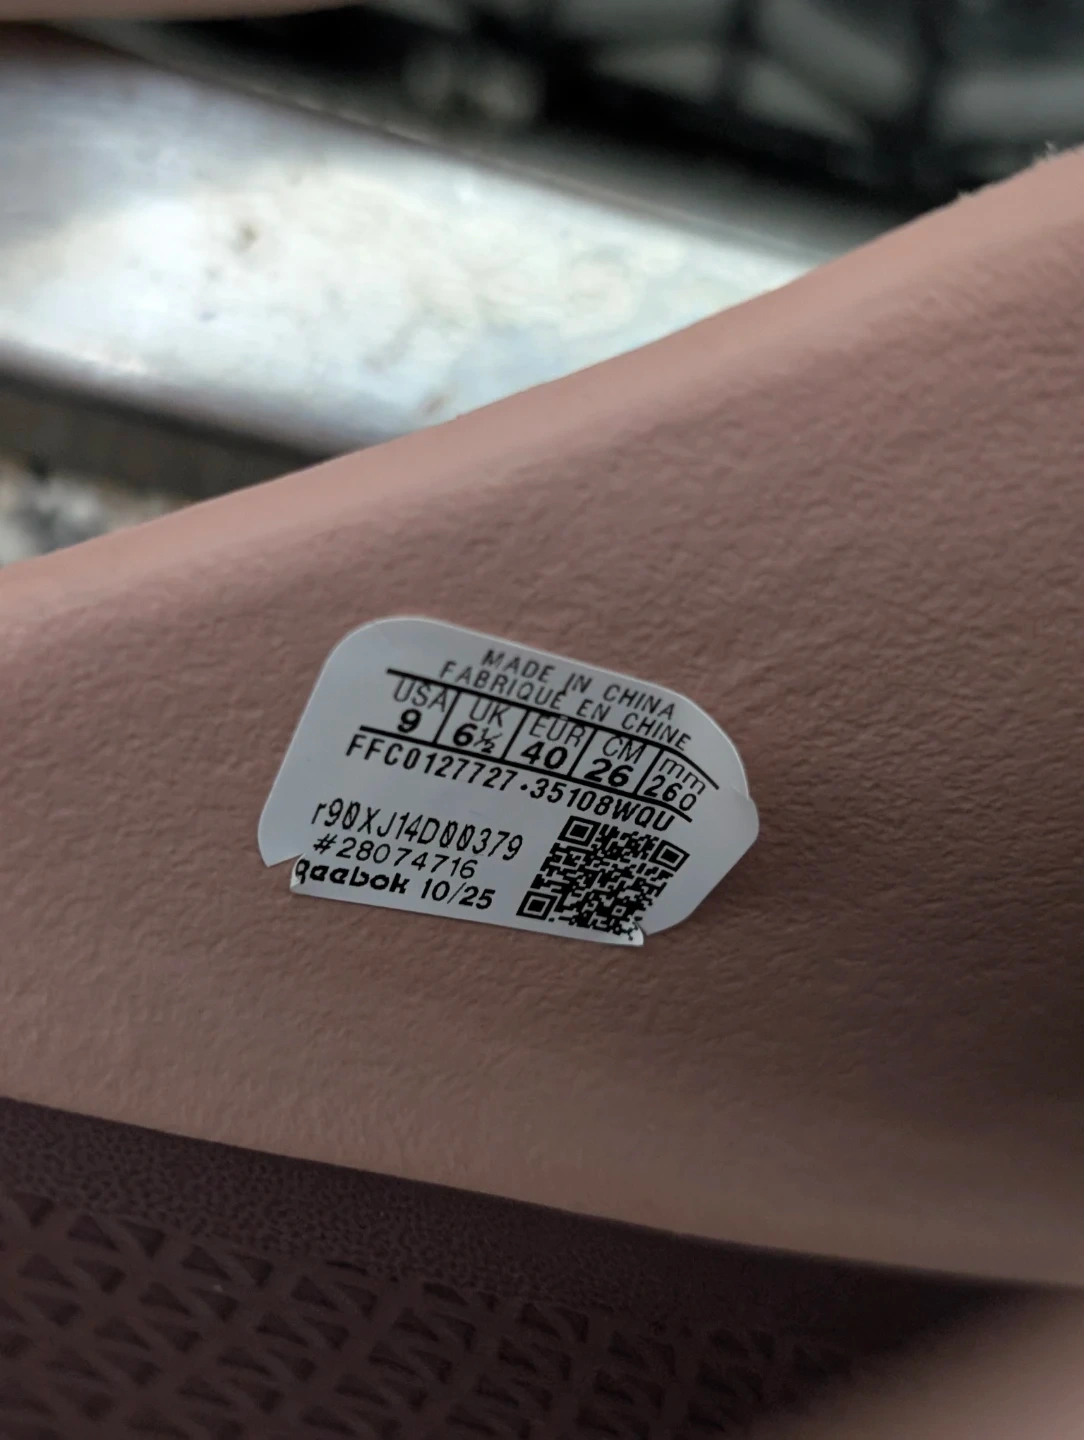 MADE IN CHINA
FABRIQUÉ EN CHINE
USA UK EUR CM mm
9 6½ 40 26 260
FFC0127727·35108WQU
r90XJ14D00379
#28074716
Reebok 10/25